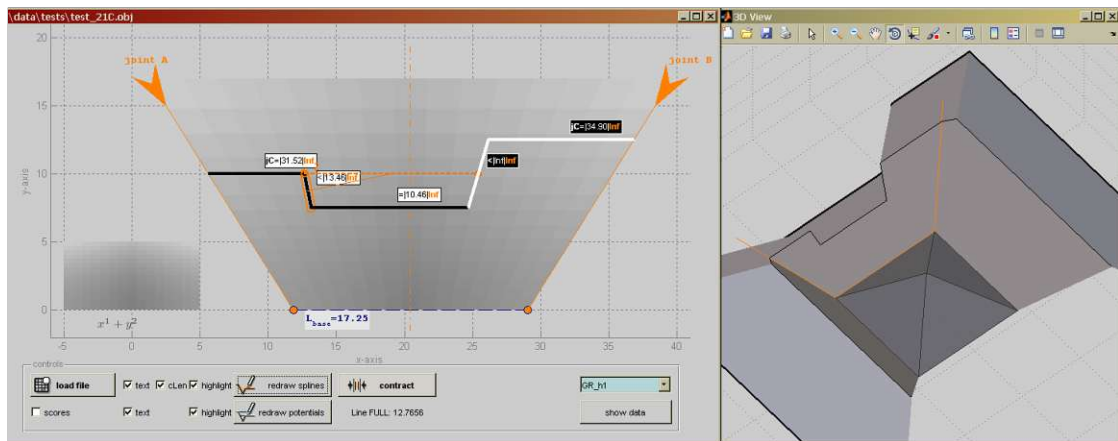 \data\tests\test_21C.obj
3D View
20
15
10
5
0
y-axis
joint A
joint B
jC=|34.90|Inf
<|Inf|Inf
jC=|31.52|Inf
<|13.46|Inf
=|10.46|Inf
L_base=17.25
x^1 + y^2
-5 0 5 10 15 20 25 30 35 40
x-axis
controls
load file
text
cLen
highlight
redraw splines
contract
GR_h1
scores
text
highlight
redraw potentials
Line FULL: 12.7656
show data